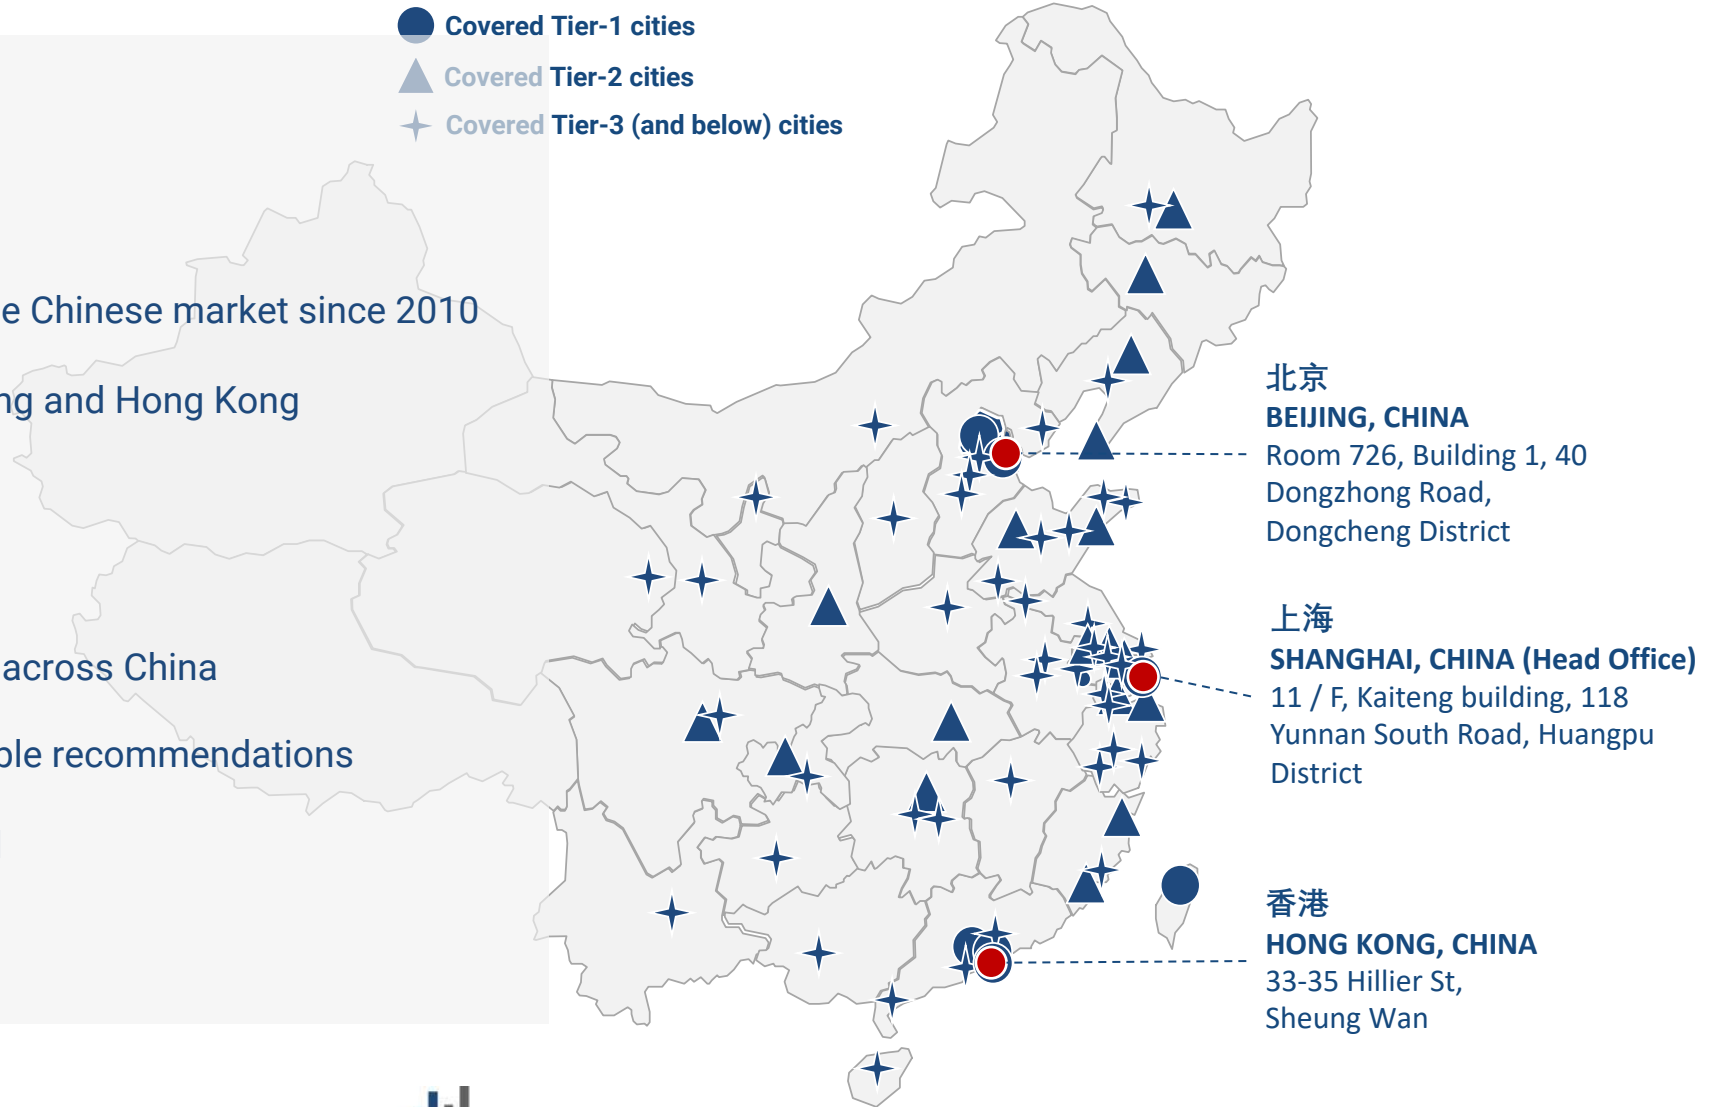 Covered Tier-1 cities
Covered Tier-2 cities
Covered Tier-3 (and below) cities
e Chinese market since 2010
ng and Hong Kong
across China
ble recommendations
北京
BEIJING, CHINA
Room 726, Building 1, 40
Dongzhong Road,
Dongcheng District
上海
SHANGHAI, CHINA (Head Office)
11 / F, Kaiteng building, 118
Yunnan South Road, Huangpu
District
香港
HONG KONG, CHINA
33-35 Hillier St,
Sheung Wan